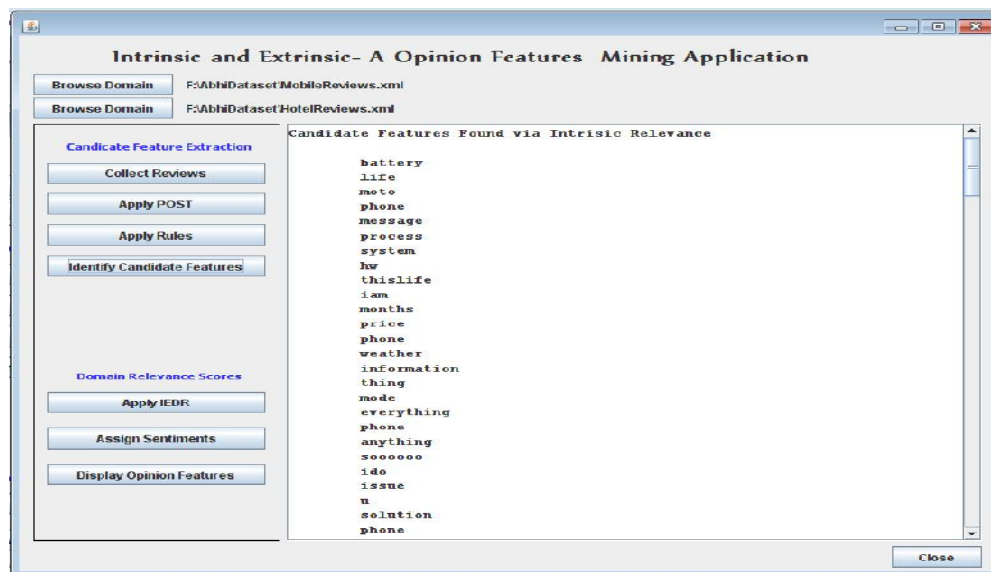 Intrinsic and Extrinsic- A Opinion Features Mining Application
Browse Domain F:\AbhiDataset\MobileReviews.xml
Browse Domain F:\AbhiDataset\HotelReviews.xml
Candicate Feature Extraction
Collect Reviews
Apply POST
Apply Rules
Identify Candidate Features
Domain Relevance Scores
Apply IEDR
Assign Sentiments
Display Opinion Features
Candidate Features Found via Intrisic Relevance
battery
life
moto
phone
message
process
system
hw
thislife
iam
months
price
phone
weather
information
thing
mode
everything
phone
anything
soooooo
ido
issue
u
solution
phone
Close